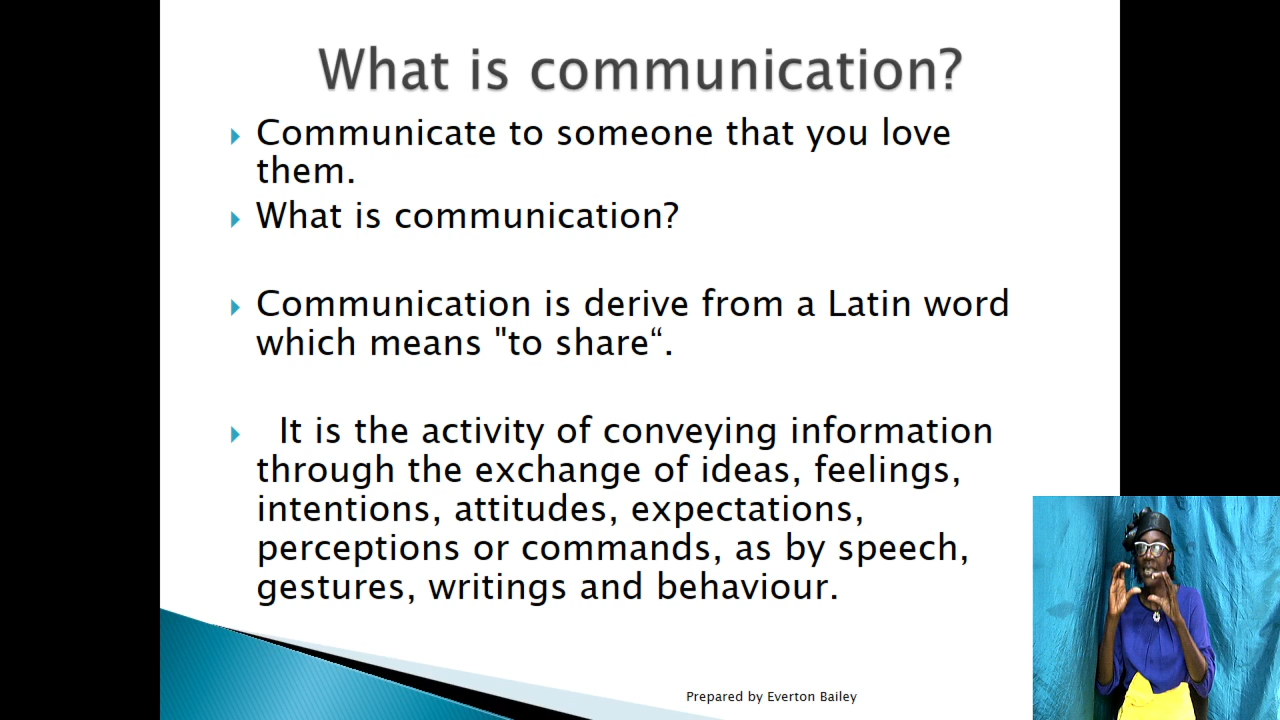 What is communication?
Communicate to someone that you love
them.
What is communication?
Communication is derive from a Latin word
which means "to share“.
It is the activity of conveying information
through the exchange of ideas, feelings,
intentions, attitudes, expectations,
perceptions or commands, as by speech,
gestures, writings and behaviour.
Prepared by Everton Bailey